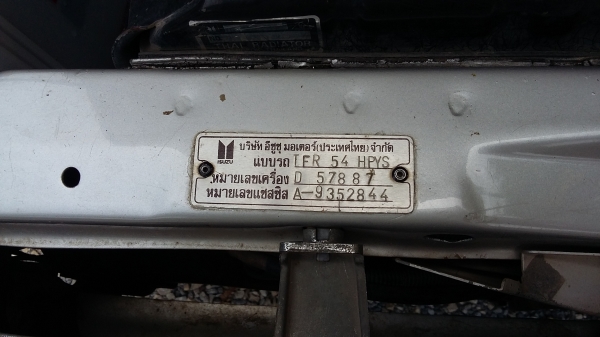 บริษัท อีซูซุ มอเตอร์(ประเทศไทย) จำกัด
ISUZU
แบบรถ TFR 54 HPYS
หมายเลขเครื่อง D 57887
หมายเลขแชสซิส A-9352844